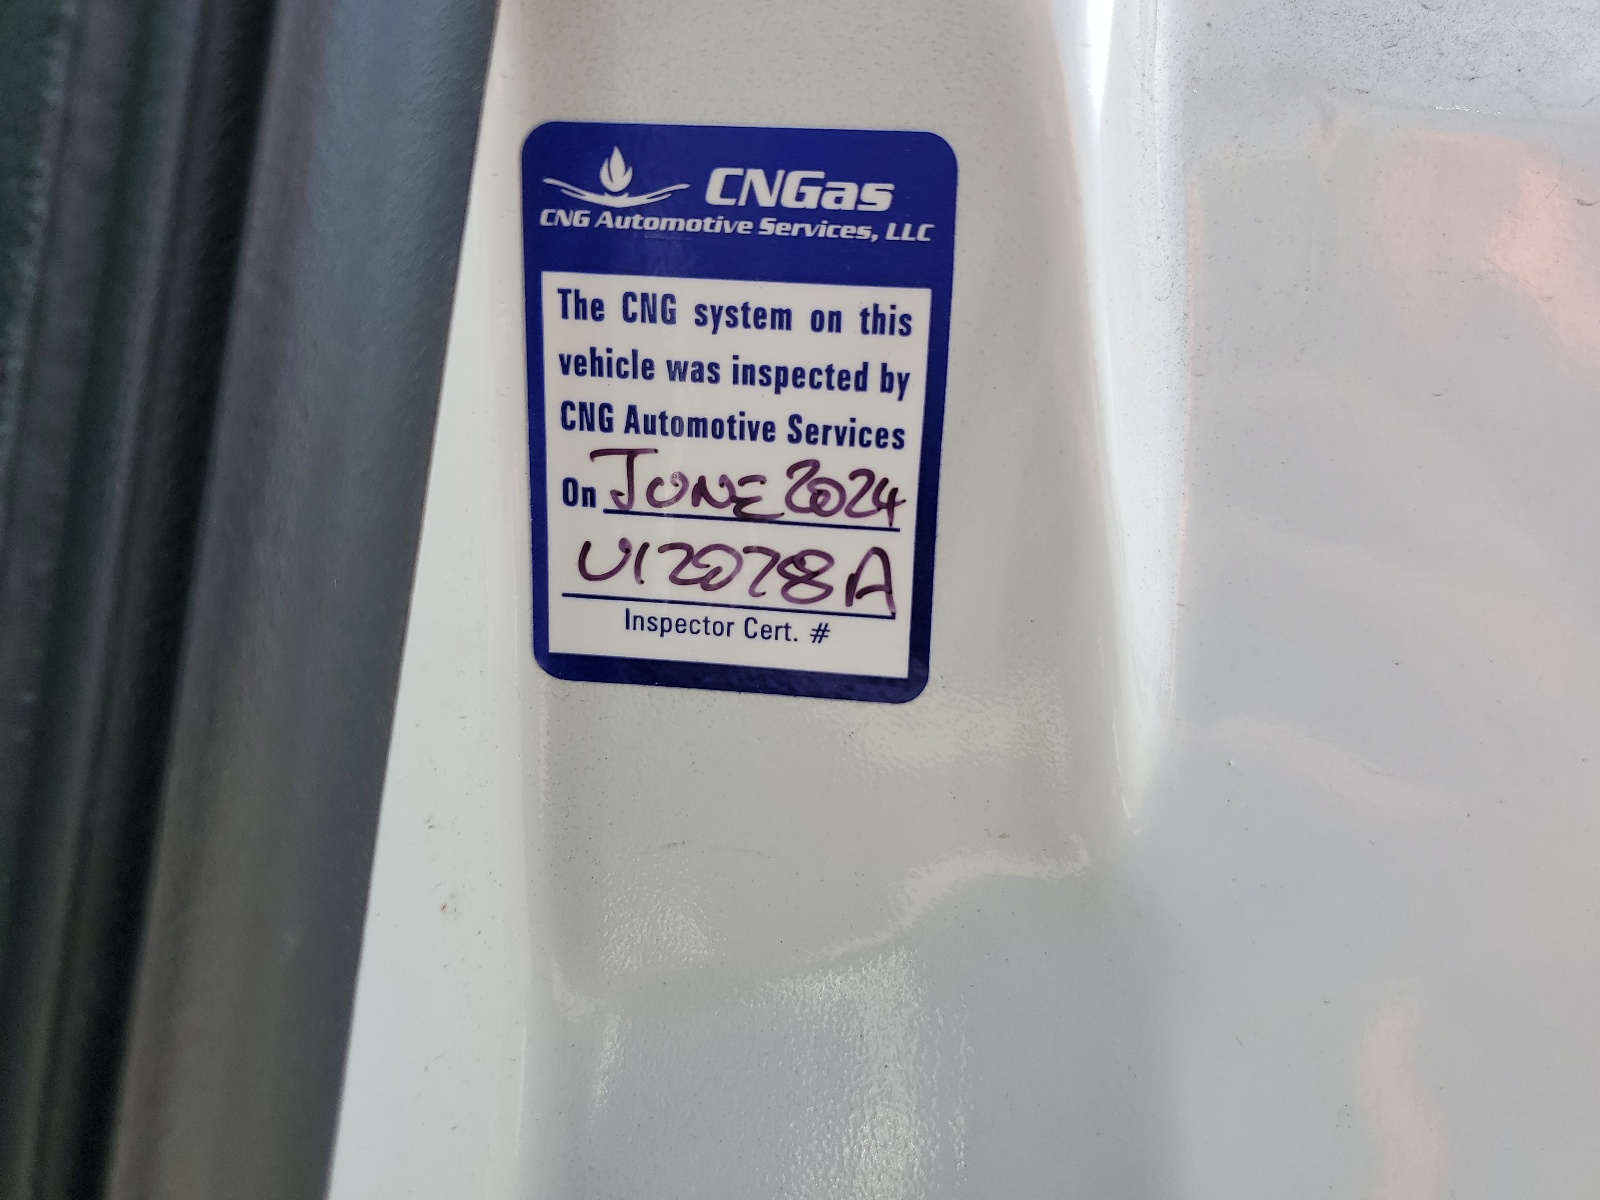 CNGas
CNG Automotive Services, LLC
The CNG system on this
vehicle was inspected by
CNG Automotive Services
On JUNE 2024
U12028A
Inspector Cert. #